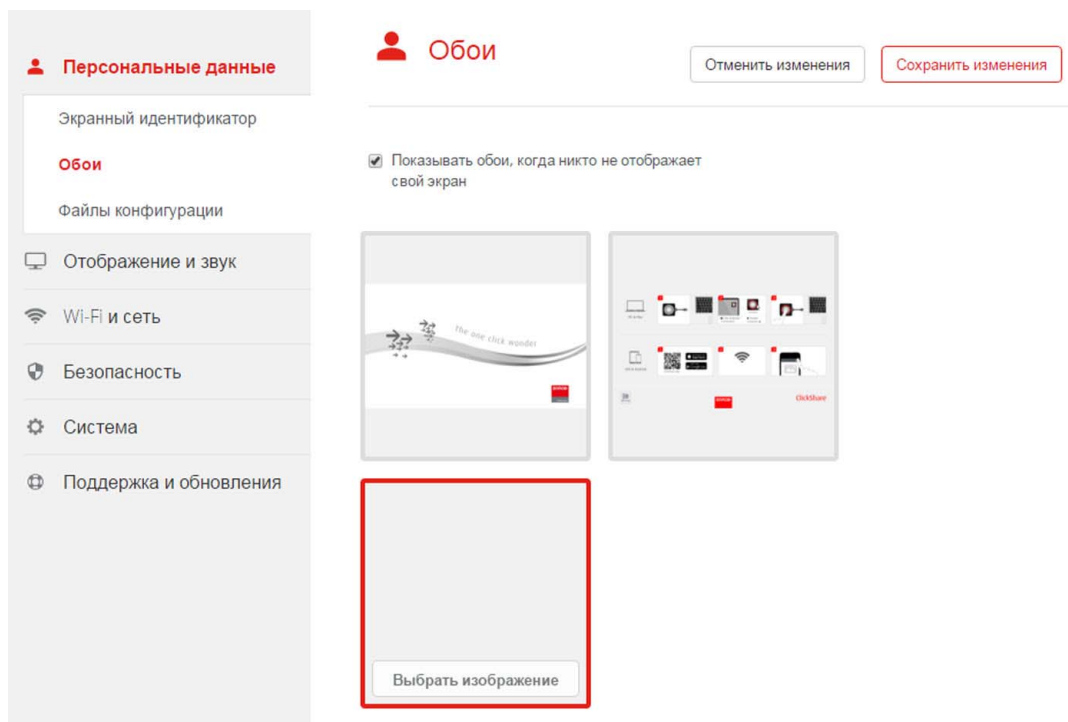 Персональные данные
Экранный идентификатор
Обои
Файлы конфигурации
Отображение и звук
Wi-Fi и сеть
Безопасность
Система
Поддержка и обновления
Обои
Отменить изменения
Сохранить изменения
Показывать обои, когда никто не отображает
свой экран
the one click wonder
ClickShare
Выбрать изображение